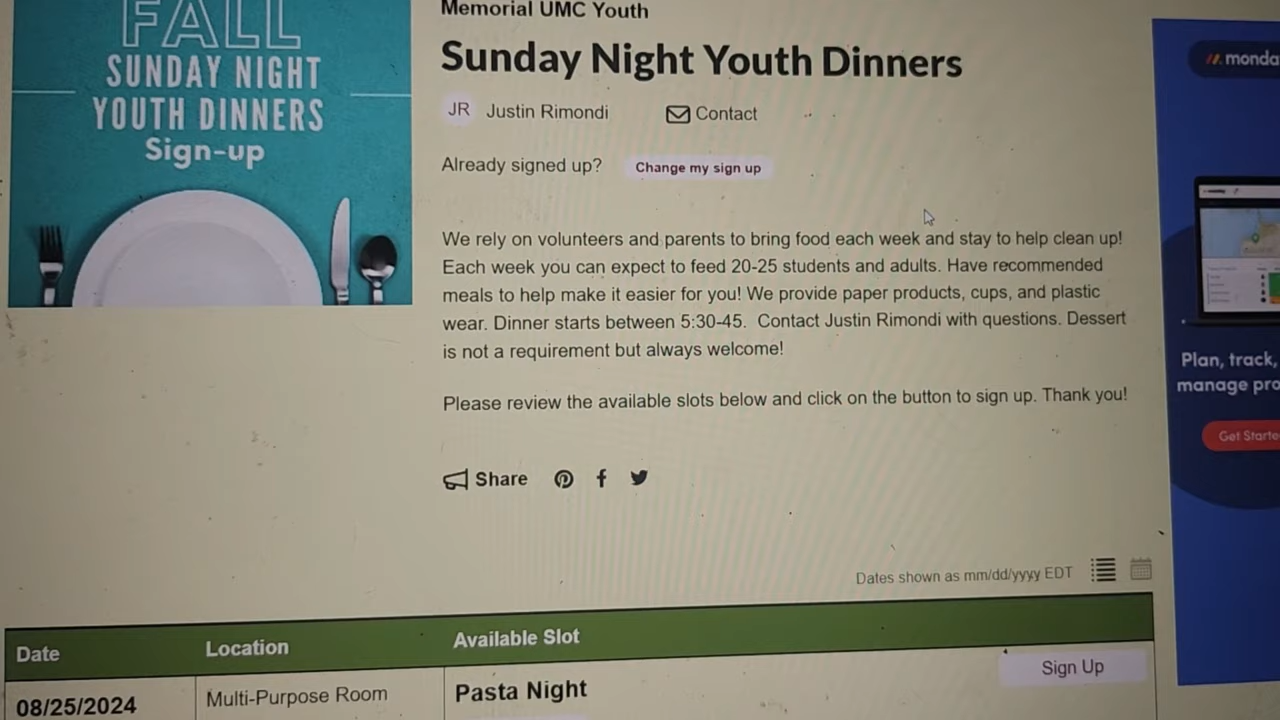 FALL
SUNDAY NIGHT
YOUTH DINNERS
Sign-up
Memorial UMC Youth
Sunday Night Youth Dinners
JR Justin Rimondi Contact
Already signed up? Change my sign up
We rely on volunteers and parents to bring food each week and stay to help clean up!
Each week you can expect to feed 20-25 students and adults. Have recommended
meals to help make it easier for you! We provide paper products, cups, and plastic
wear. Dinner starts between 5:30-45. Contact Justin Rimondi with questions. Dessert
is not a requirement but always welcome!
Please review the available slots below and click on the button to sign up. Thank you!
Share
Dates shown as mm/dd/yyyy EDT
Date Location Available Slot
08/25/2024 Multi-Purpose Room Pasta Night Sign Up
monda
Plan, track,
manage pro
Get Starte